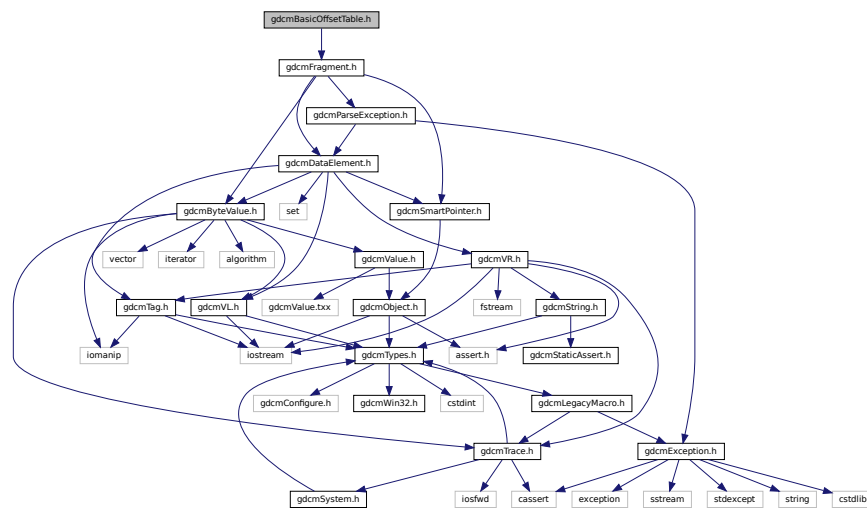 gdcmBasicOffsetTable.h
gdcmFragment.h
gdcmParseException.h
gdcmDataElement.h
gdcmByteValue.h
set
gdcmSmartPointer.h
vector
iterator
algorithm
gdcmValue.h
gdcmVR.h
gdcmTag.h
gdcmVL.h
gdcmValue.txx
gdcmObject.h
fstream
gdcmString.h
iomanip
iostream
gdcmTypes.h
assert.h
gdcmStaticAssert.h
gdcmConfigure.h
gdcmWin32.h
cstdint
gdcmLegacyMacro.h
gdcmTrace.h
gdcmException.h
gdcmSystem.h
iosfwd
cassert
exception
sstream
stdexcept
string
cstdlib